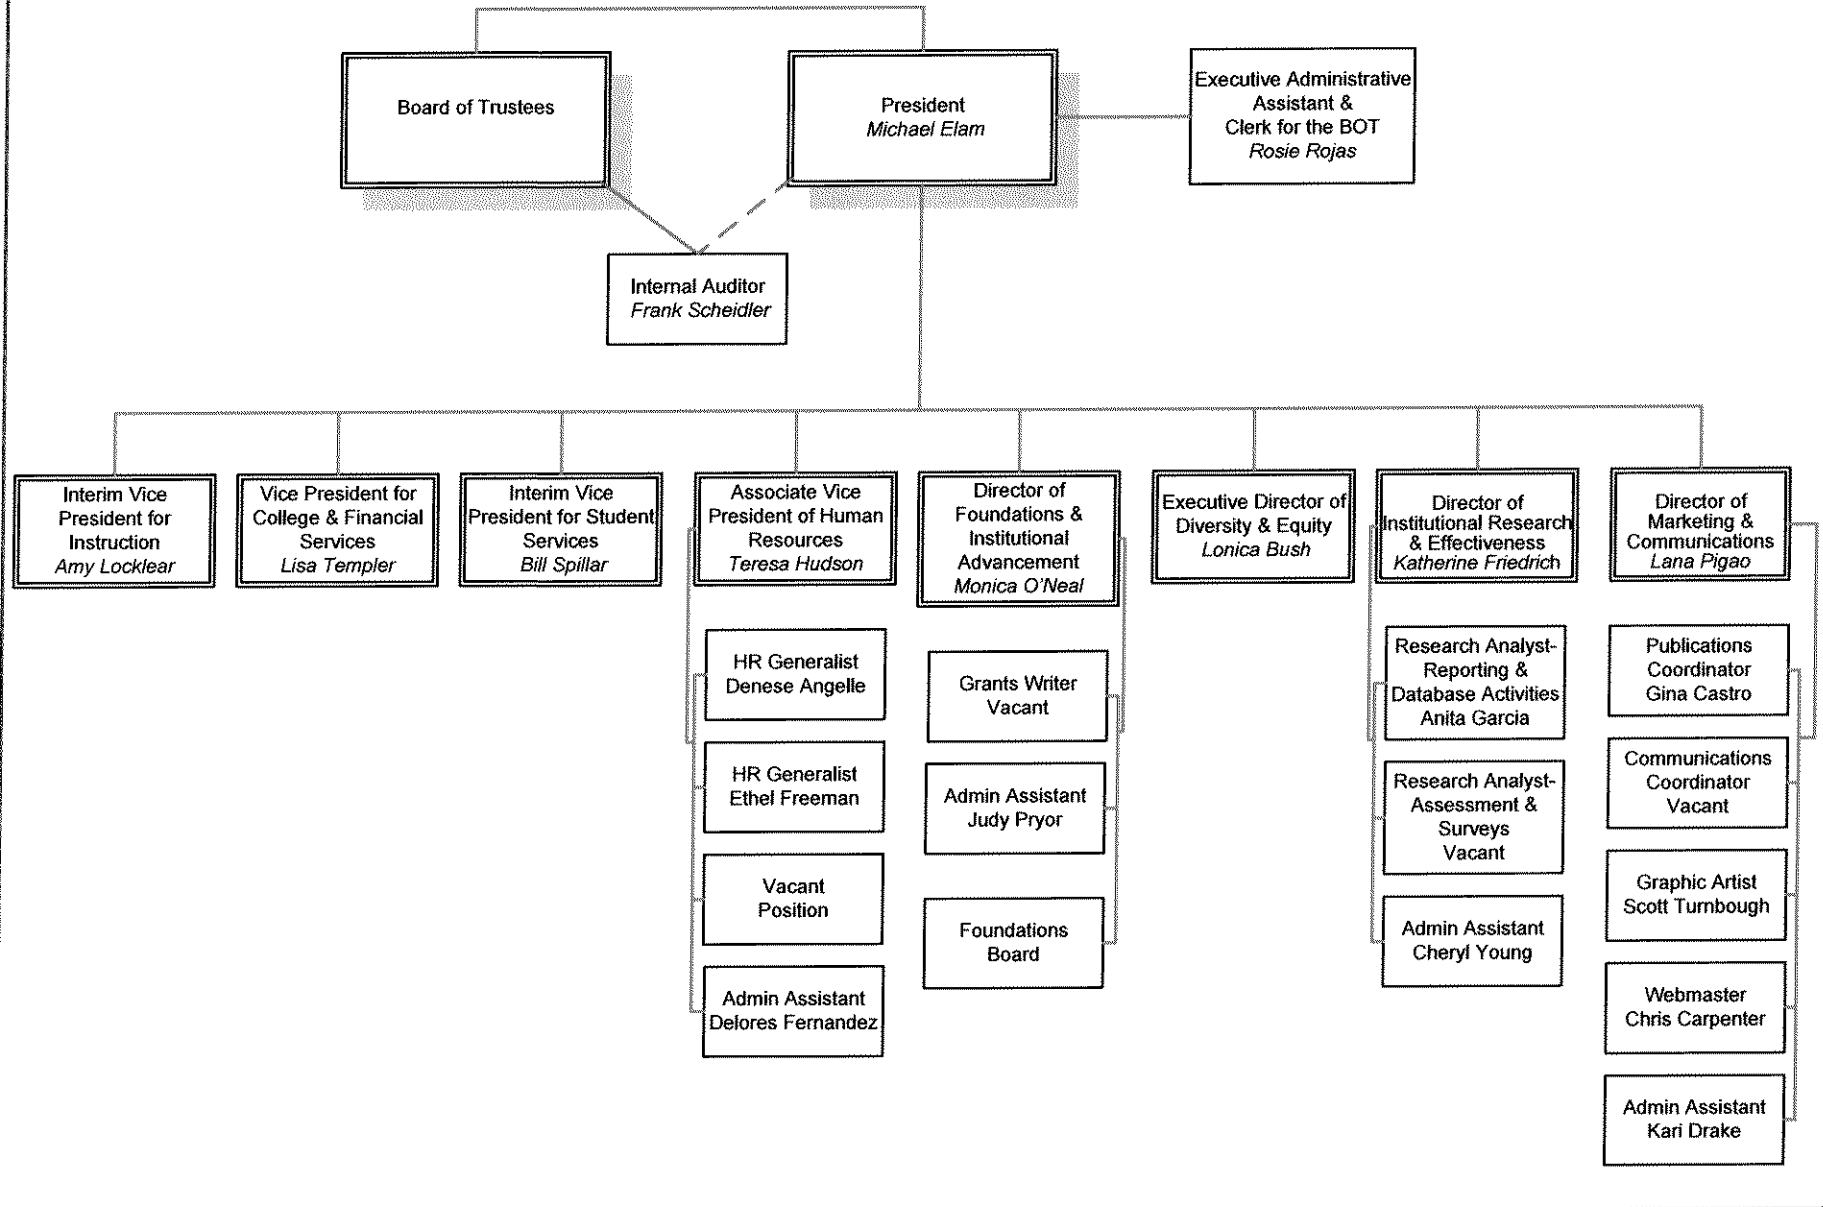 Board of Trustees
President
Michael Elam
Executive Administrative
Assistant &
Clerk for the BOT
Rosie Rojas
Internal Auditor
Frank Scheidler
Interim Vice
President for
Instruction
Amy Locklear
Vice President for
College & Financial
Services
Lisa Templer
Interim Vice
President for Student
Services
Bill Spillar
Associate Vice
President of Human
Resources
Teresa Hudson
Director of
Foundations &
Institutional
Advancement
Monica O'Neal
Executive Director of
Diversity & Equity
Lonica Bush
Director of
Institutional Research
& Effectiveness
Katherine Friedrich
Director of
Marketing &
Communications
Lana Pigao
HR Generalist
Denese Angelle
HR Generalist
Ethel Freeman
Vacant
Position
Admin Assistant
Delores Fernandez
Grants Writer
Vacant
Admin Assistant
Judy Pryor
Foundations
Board
Research Analyst-
Reporting &
Database Activities
Anita Garcia
Research Analyst-
Assessment &
Surveys
Vacant
Admin Assistant
Cheryl Young
Publications
Coordinator
Gina Castro
Communications
Coordinator
Vacant
Graphic Artist
Scott Turnbough
Webmaster
Chris Carpenter
Admin Assistant
Kari Drake